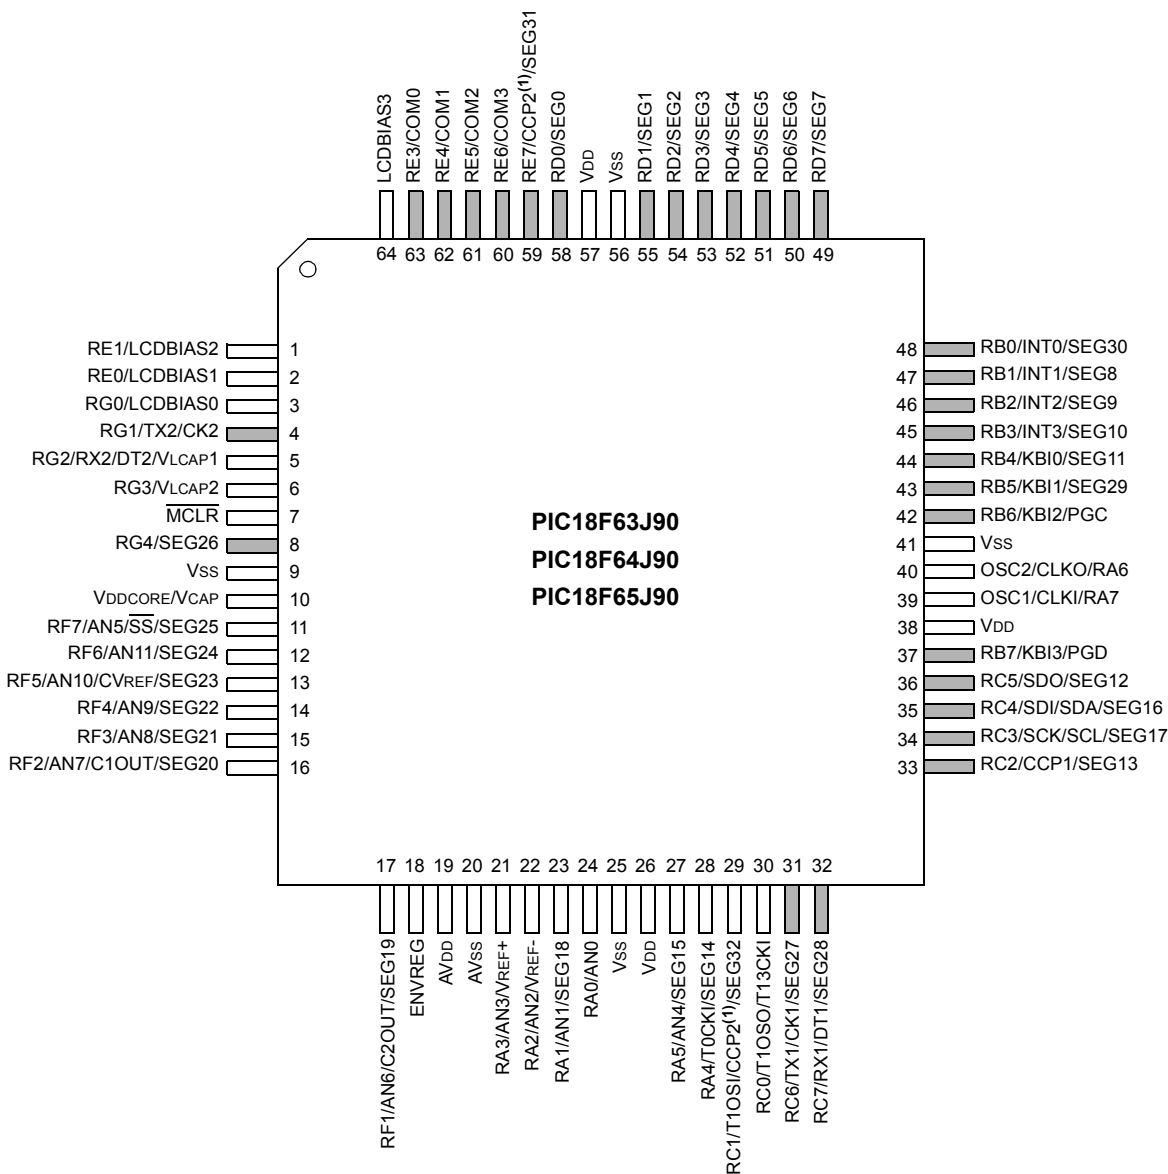 LCDBIAS3
RE3/COM0
RE4/COM1
RE5/COM2
RE6/COM3
RE7/CCP2(1)/SEG31
RD0/SEG0
VDD
VSS
RD1/SEG1
RD2/SEG2
RD3/SEG3
RD4/SEG4
RD5/SEG5
RD6/SEG6
RD7/SEG7
64 63 62 61 60 59 58 57 56 55 54 53 52 51 50 49
RE1/LCDBIAS2 1
RE0/LCDBIAS1 2
RG0/LCDBIAS0 3
RG1/TX2/CK2 4
RG2/RX2/DT2/VLCAP1 5
RG3/VLCAP2 6
MCLR 7
RG4/SEG26 8
VSS 9
VDDCORE/VCAP 10
RF7/AN5/SS/SEG25 11
RF6/AN11/SEG24 12
RF5/AN10/CVREF/SEG23 13
RF4/AN9/SEG22 14
RF3/AN8/SEG21 15
RF2/AN7/C1OUT/SEG20 16
PIC18F63J90
PIC18F64J90
PIC18F65J90
48 RB0/INT0/SEG30
47 RB1/INT1/SEG8
46 RB2/INT2/SEG9
45 RB3/INT3/SEG10
44 RB4/KBI0/SEG11
43 RB5/KBI1/SEG29
42 RB6/KBI2/PGC
41 VSS
40 OSC2/CLKO/RA6
39 OSC1/CLKI/RA7
38 VDD
37 RB7/KBI3/PGD
36 RC5/SDO/SEG12
35 RC4/SDI/SDA/SEG16
34 RC3/SCK/SCL/SEG17
33 RC2/CCP1/SEG13
17 18 19 20 21 22 23 24 25 26 27 28 29 30 31 32
RF1/AN6/C2OUT/SEG19
ENVREG
AVDD
AVSS
RA3/AN3/VREF+
RA2/AN2/VREF-
RA1/AN1/SEG18
RA0/AN0
VSS
VDD
RA5/AN4/SEG15
RA4/T0CKI/SEG14
RC1/T1OSI/CCP2(1)/SEG32
RC0/T1OSO/T13CKI
RC6/TX1/CK1/SEG27
RC7/RX1/DT1/SEG28